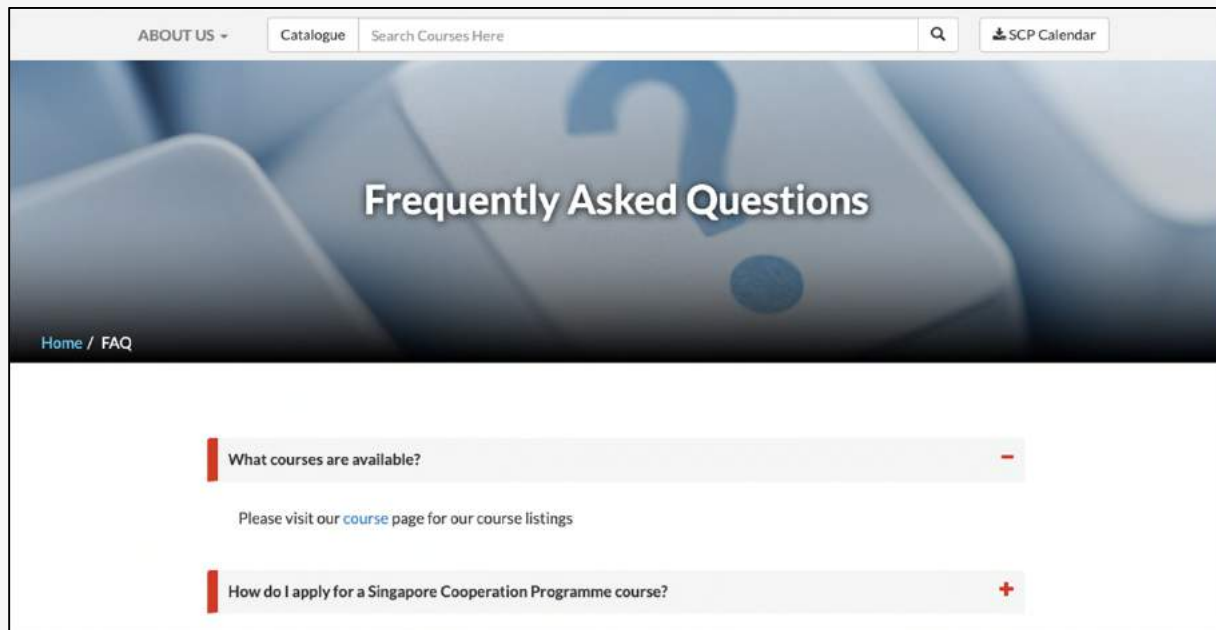 ABOUT US
Catalogue
Search Courses Here
SCP Calendar
?
Frequently Asked Questions
Home / FAQ
What courses are available?
Please visit our course page for our course listings
How do I apply for a Singapore Cooperation Programme course?